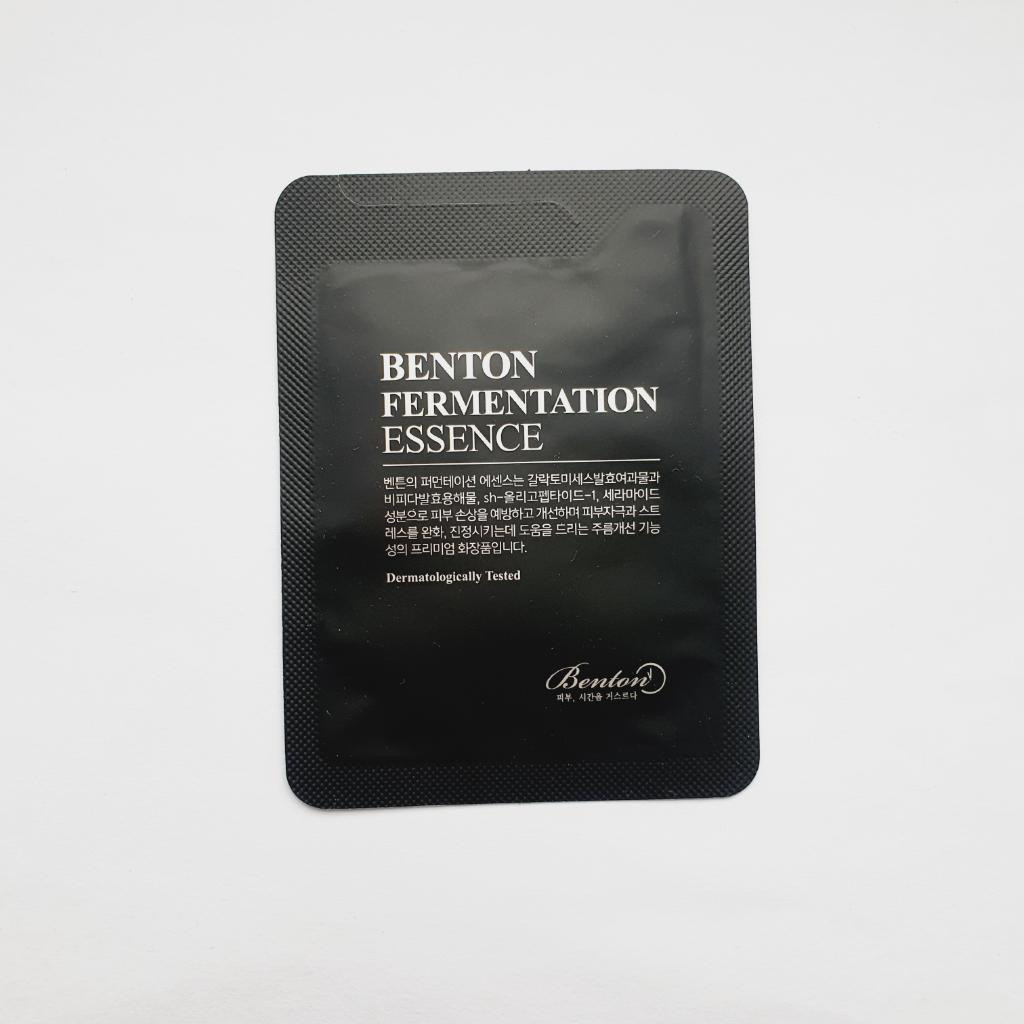 BENTON
FERMENTATION
ESSENCE
벤튼의 퍼먼테이션 에센스는 갈락토미세스발효여과물과
비피다발효용해물, sh-올리고펩타이드-1, 세라마이드
성분으로 피부 손상을 예방하고 개선하며 피부자극과 스트
레스를 완화, 진정시키는데 도움을 드리는 주름개선 기능
성의 프리미엄 화장품입니다.
Dermatologically Tested
Benton
피부, 시간을 거스르다